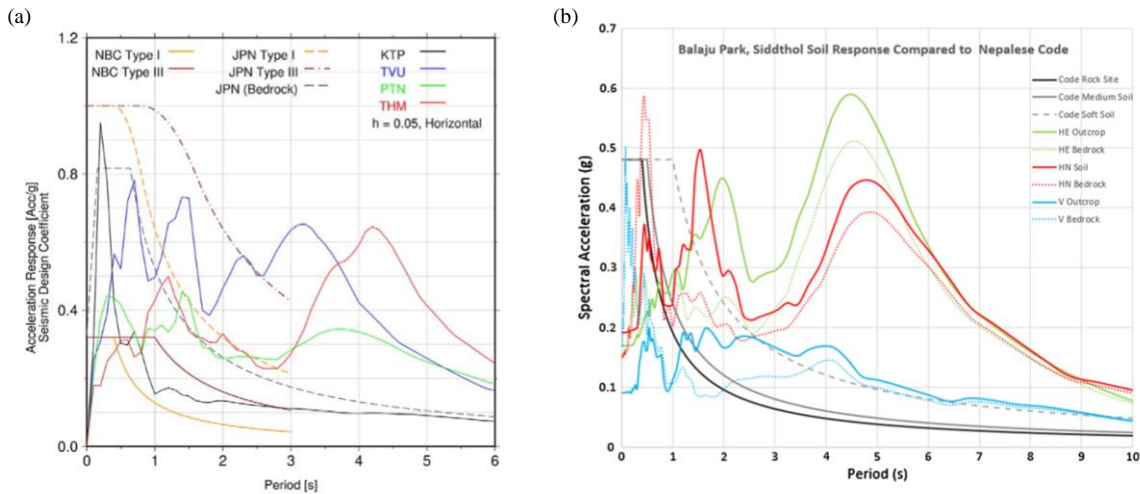 (a)
1.2
0.8
0.4
0.0
Acceleration Response [Acc/g]
Seismic Design Coefficient
NBC Type I
NBC Type III
JPN Type I
JPN Type III
JPN (Bedrock)
KTP
TVU
PTN
THM
h = 0.05, Horizontal
0 1 2 3 4 5 6
Period [s]
(b)
Balaju Park, Siddthol Soil Response Compared to Nepalese Code
0.7
0.6
0.5
0.4
0.3
0.2
0.1
0
Spectral Acceleration (g)
Code Rock Site
Code Medium Soil
Code Soft Soil
HE Outcrop
HE Bedrock
HN Soil
HN Bedrock
V Outcrop
V Bedrock
0 1 2 3 4 5 6 7 8 9 10
Period (s)